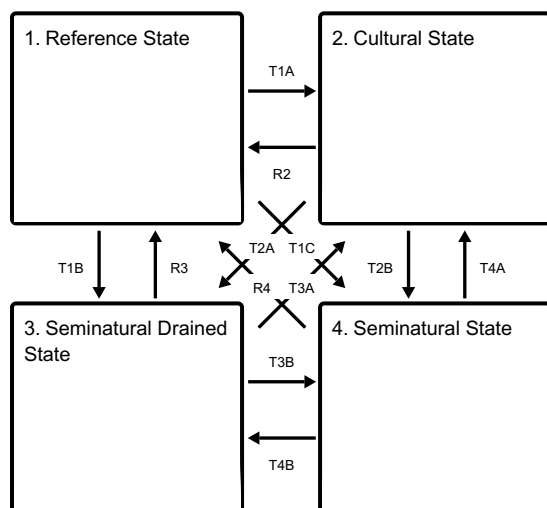 1. Reference State
2. Cultural State
T1A
R2
T2A
T1C
T1B
R3
T2B
T4A
R4
T3A
3. Seminatural Drained
State
4. Seminatural State
T3B
T4B